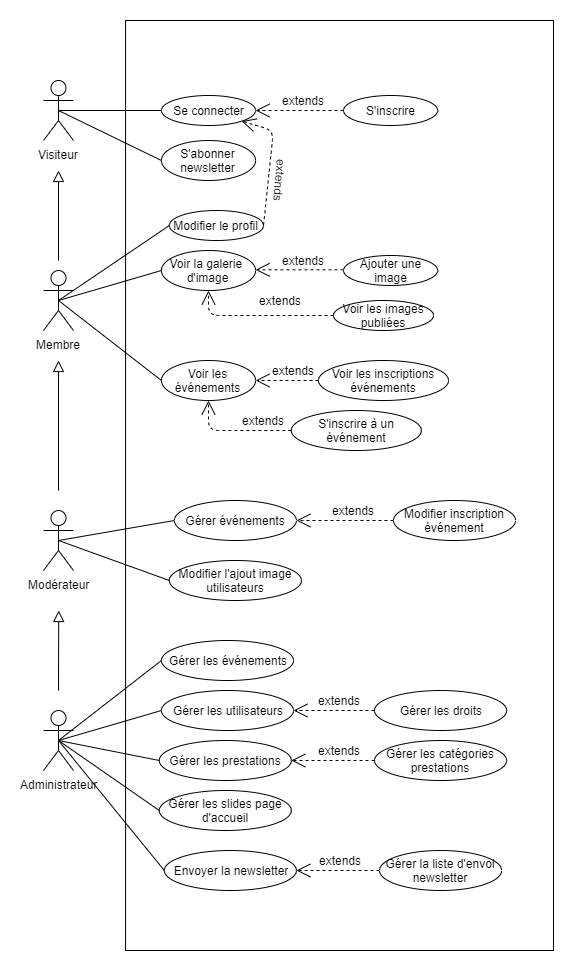 Se connecter
extends
S'inscrire
Visiteur
S'abonner
newsletter
extends
Modifier le profil
Voir la galerie
d'image
extends
Ajouter une
image
extends
Voir les images
publiées
Membre
Voir les
événements
extends
Voir les inscriptions
événements
extends
S'inscrire à un
événement
Gérer événements
extends
Modifier inscription
événement
Modérateur
Modifier l'ajout image
utilisateurs
Gérer les événements
Gérer les utilisateurs
extends
Gérer les droits
Gérer les prestations
extends
Gérer les catégories
prestations
Administrateur
Gérer les slides page
d'accueil
Envoyer la newsletter
extends
Gérer la liste d'envoi
newsletter